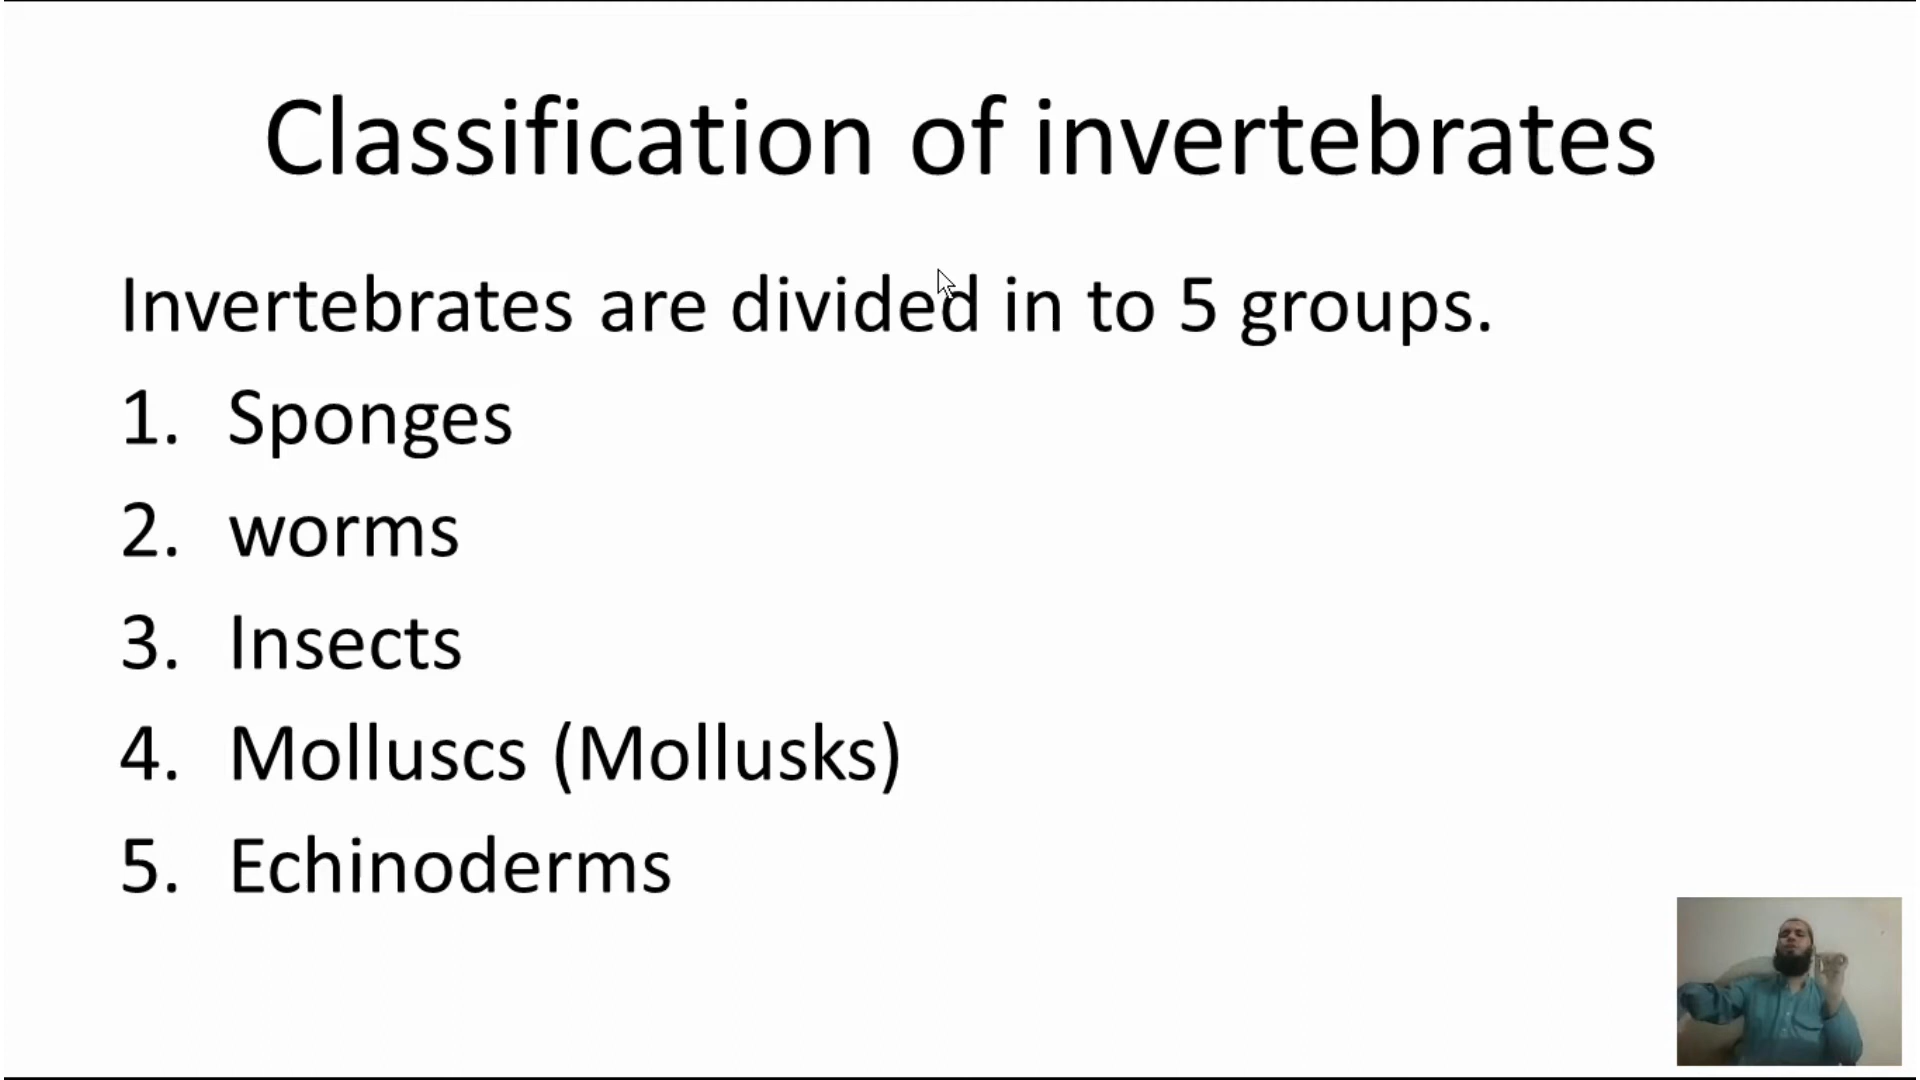 Classification of invertebrates
Invertebrates are divided in to 5 groups.
1. Sponges
2. worms
3. Insects
4. Molluscs (Mollusks)
5. Echinoderms